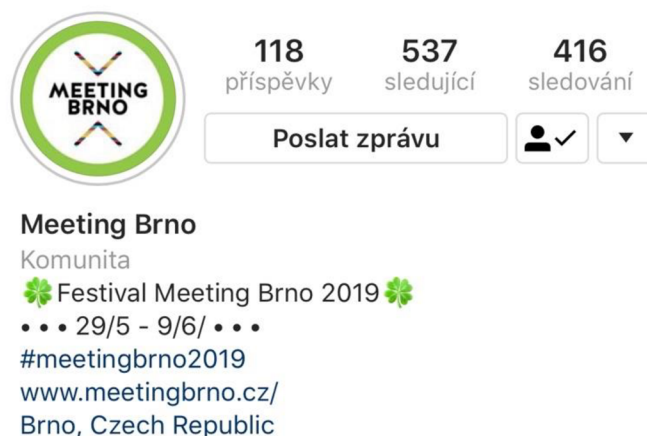 MEETING
BRNO
118 537 416
příspěvky sledující sledování
Poslat zprávu
Meeting Brno
Komunita
🍀Festival Meeting Brno 2019🍀
• • • 29/5 - 9/6/ • • •
#meetingbrno2019
www.meetingbrno.cz/
Brno, Czech Republic